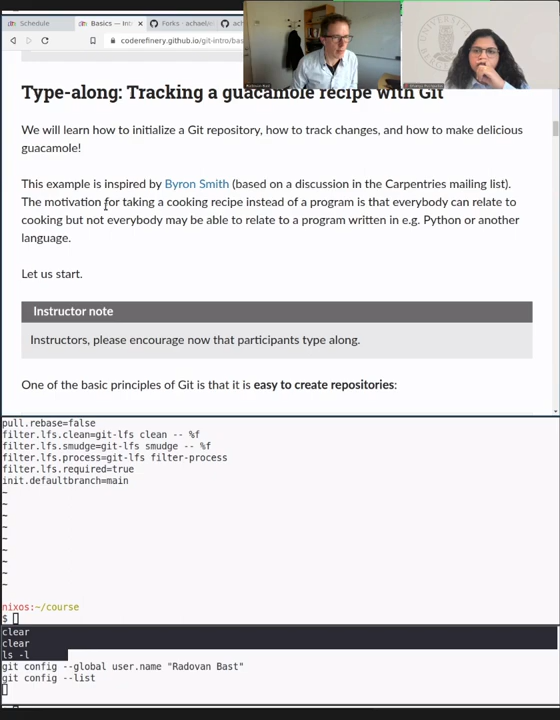 Schedule
Basics — Intr
Forks · achael/e
ach
coderefinery.github.io/git-intro/bas
UNIVERSI
Type-along: Tracking a guacamole recipe with Git
We will learn how to initialize a Git repository, how to track changes, and how to make delicious
guacamole!
This example is inspired by Byron Smith (based on a discussion in the Carpentries mailing list).
The motivation for taking a cooking recipe instead of a program is that everybody can relate to
cooking but not everybody may be able to relate to a program written in e.g. Python or another
language.
Let us start.
Instructor note
Instructors, please encourage now that participants type along.
One of the basic principles of Git is that it is easy to create repositories:
pull.rebase=false
filter.lfs.clean=git-lfs clean -- %f
filter.lfs.smudge=git-lfs smudge -- %f
filter.lfs.process=git-lfs filter-process
filter.lfs.required=true
init.defaultbranch=main
~
~
~
~
~
~
~
~
~
nixos:~/course
$
clear
clear
ls -l
git config --global user.name "Radovan Bast"
git config --list